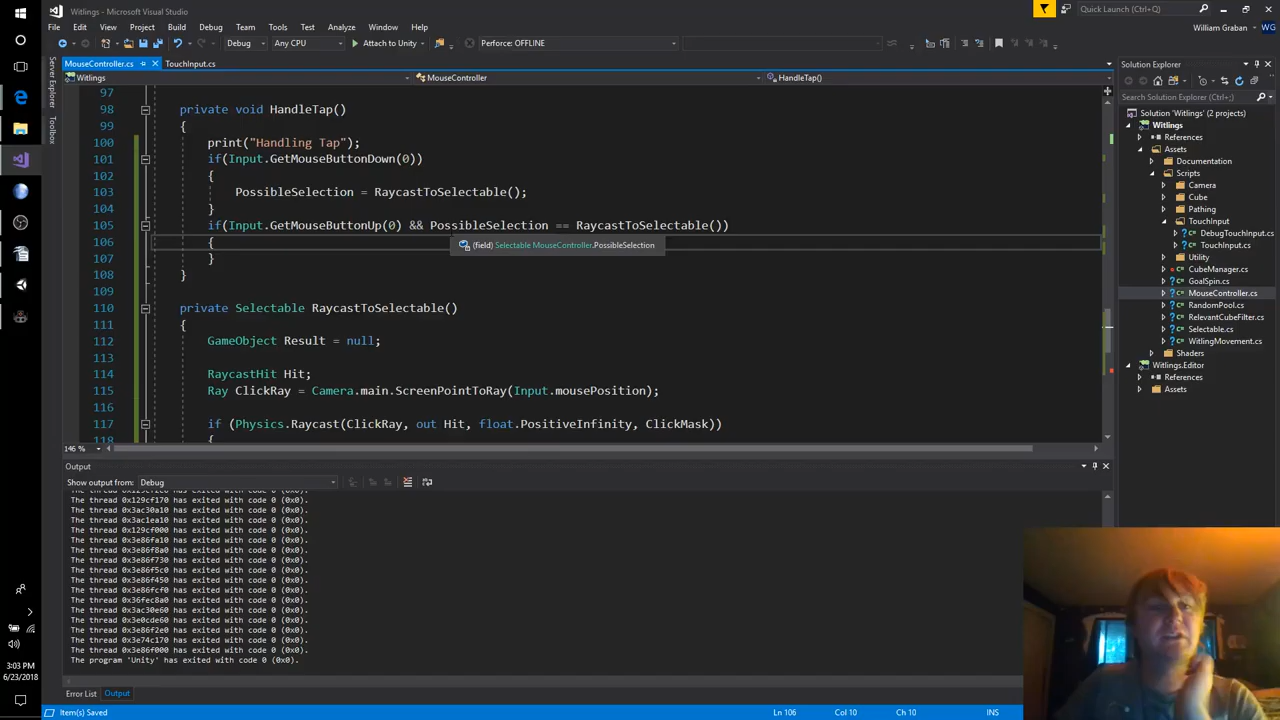 Witlings - Microsoft Visual Studio
Quick Launch (Ctrl+Q)
File Edit View Project Build Debug Team Tools Test Analyze Window Help
William Graban WG
Debug Any CPU Attach to Unity Perforce: OFFLINE
MouseController.cs TouchInput.cs
Witlings MouseController HandleTap()
Server Explorer
Toolbox
97
98 private void HandleTap()
99 {
100 print("Handling Tap");
101 if(Input.GetMouseButtonDown(0))
102 {
103 PossibleSelection = RaycastToSelectable();
104 }
105 if(Input.GetMouseButtonUp(0) && PossibleSelection == RaycastToSelectable())
106 {
(field) Selectable MouseController.PossibleSelection
107 }
108 }
109
110 private Selectable RaycastToSelectable()
111 {
112 GameObject Result = null;
113
114 RaycastHit Hit;
115 Ray ClickRay = Camera.main.ScreenPointToRay(Input.mousePosition);
116
117 if (Physics.Raycast(ClickRay, out Hit, float.PositiveInfinity, ClickMask))
118 {
146 %
Solution Explorer
Search Solution Explorer (Ctrl+;)
Solution 'Witlings' (2 projects)
Witlings
References
Assets
Documentation
Scripts
Camera
Cube
Pathing
TouchInput
DebugTouchInput.cs
TouchInput.cs
Utility
CubeManager.cs
GoalSpin.cs
MouseController.cs
RandomPool.cs
RelevantCubeFilter.cs
Selectable.cs
WitlingMovement.cs
Shaders
Witlings.Editor
References
Assets
Output
Show output from: Debug
The thread 0x129cf170 has exited with code 0 (0x0).
The thread 0x3ac30a10 has exited with code 0 (0x0).
The thread 0x3ac1ea10 has exited with code 0 (0x0).
The thread 0x129cf000 has exited with code 0 (0x0).
The thread 0x3e86fa10 has exited with code 0 (0x0).
The thread 0x3e86f8a0 has exited with code 0 (0x0).
The thread 0x3e86f730 has exited with code 0 (0x0).
The thread 0x3e86f5c0 has exited with code 0 (0x0).
The thread 0x3e86f450 has exited with code 0 (0x0).
The thread 0x3e86fcf0 has exited with code 0 (0x0).
The thread 0x36fec8a0 has exited with code 0 (0x0).
The thread 0x3ac30e60 has exited with code 0 (0x0).
The thread 0x3e0cde60 has exited with code 0 (0x0).
The thread 0x3e86f2e0 has exited with code 0 (0x0).
The thread 0x3e74c170 has exited with code 0 (0x0).
The thread 0x3e86f000 has exited with code 0 (0x0).
The program 'Unity' has exited with code 0 (0x0).
Error List Output
Item(s) Saved Ln 106 Col 10 Ch 10 INS
3:03 PM
6/23/2018